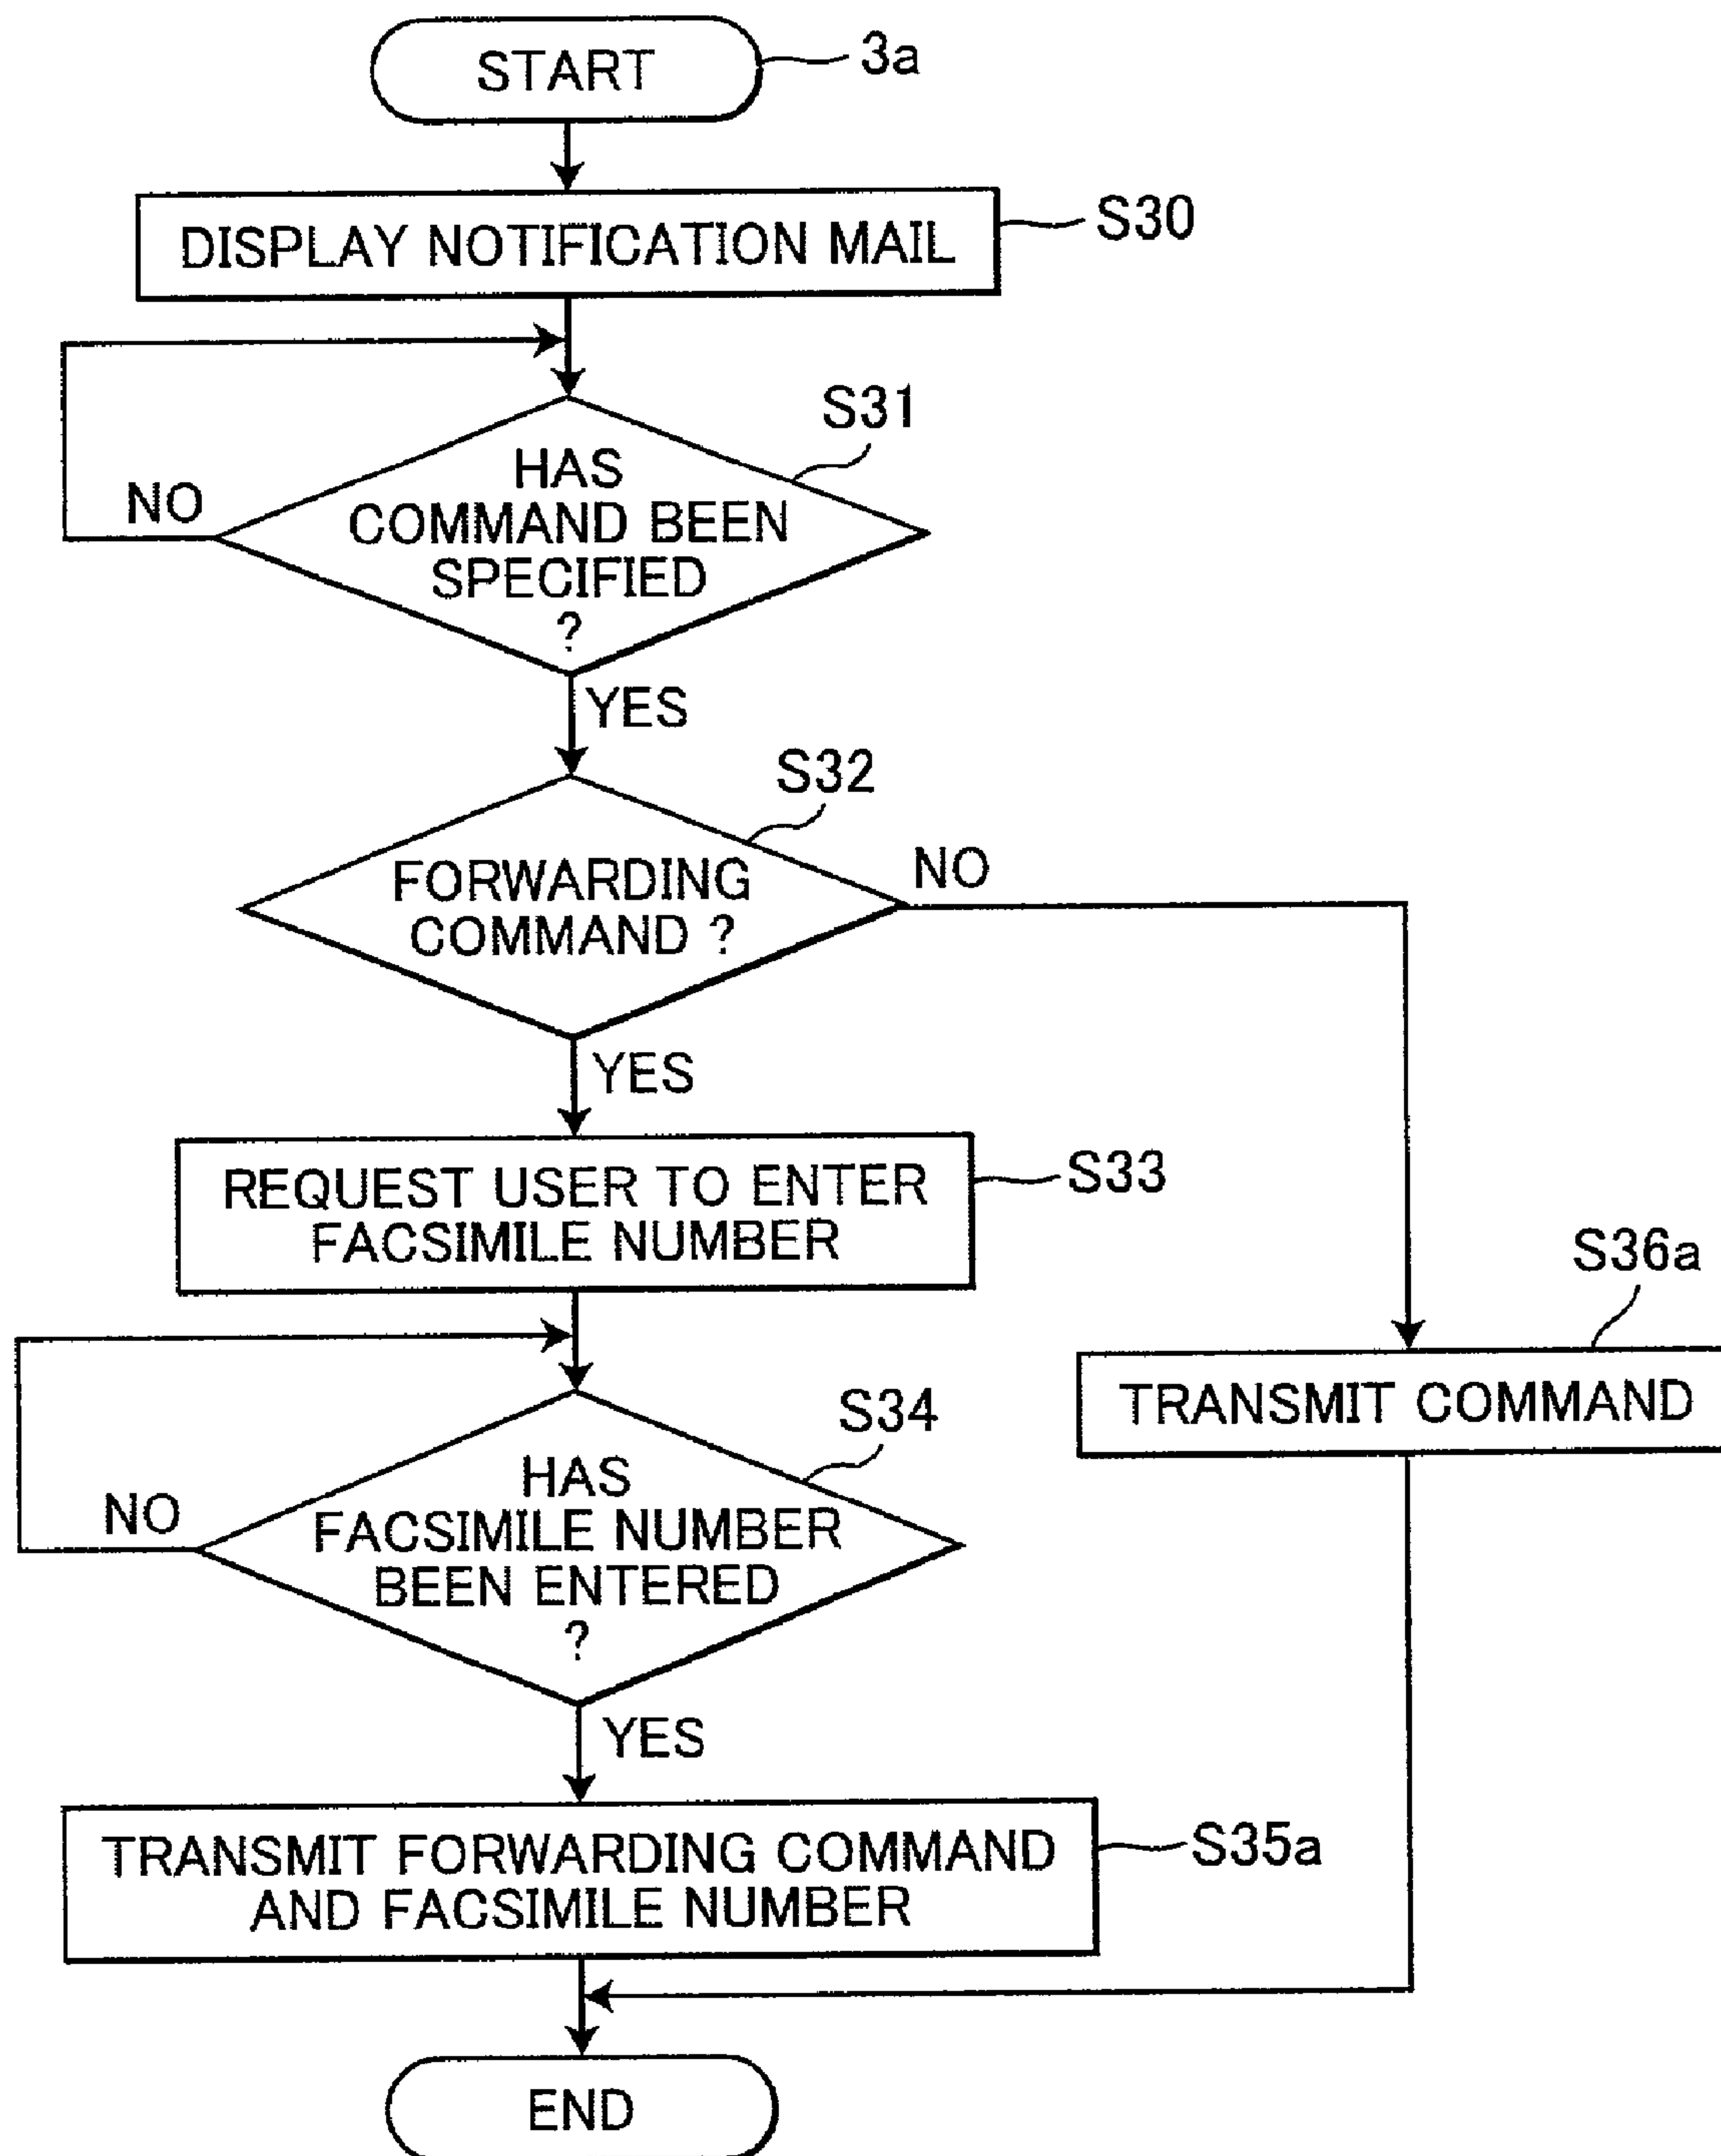 START
3a
DISPLAY NOTIFICATION MAIL
S30
S31
HAS
COMMAND BEEN
SPECIFIED
?
NO
YES
S32
FORWARDING
COMMAND ?
NO
YES
REQUEST USER TO ENTER
FACSIMILE NUMBER
S33
S36a
TRANSMIT COMMAND
S34
HAS
FACSIMILE NUMBER
BEEN ENTERED
?
NO
YES
TRANSMIT FORWARDING COMMAND
AND FACSIMILE NUMBER
S35a
END